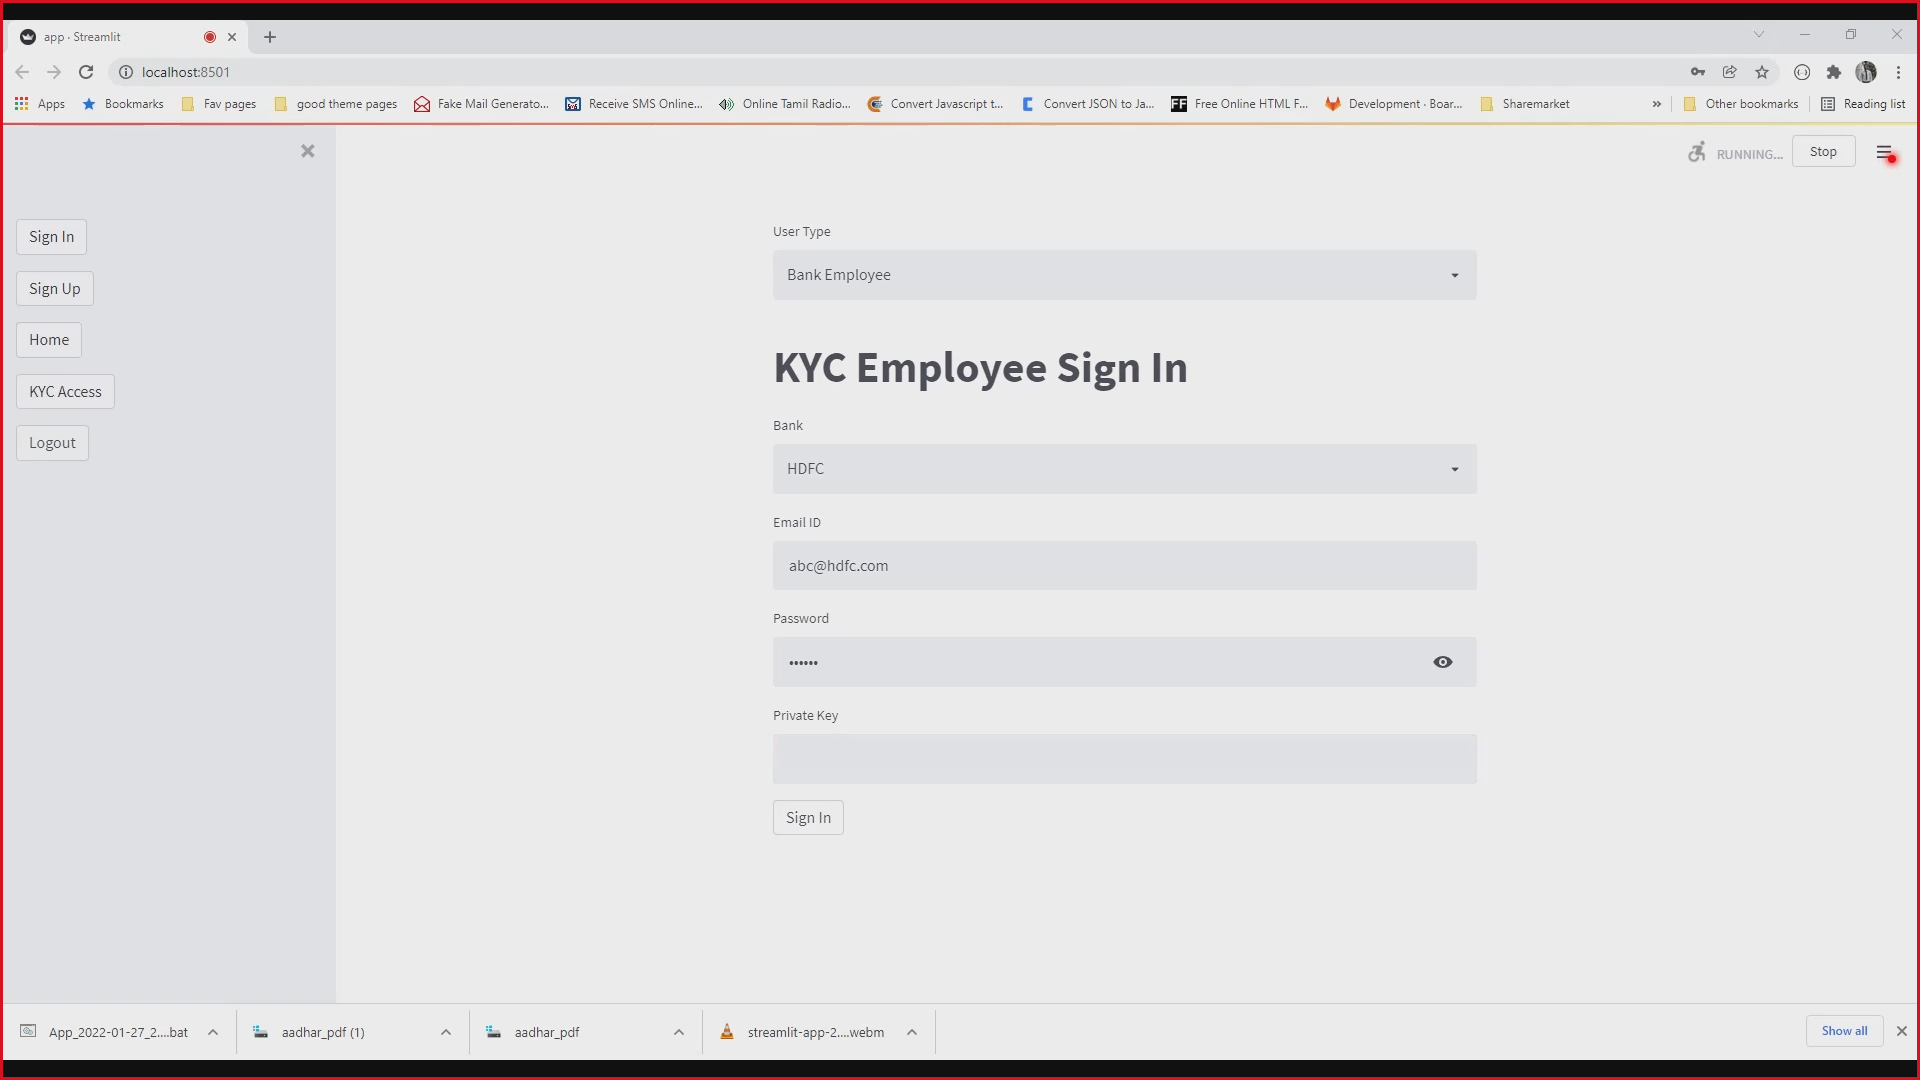 app · Streamlit
localhost:8501
Apps
Bookmarks
Fav pages
good theme pages
Fake Mail Generato...
Receive SMS Online...
Online Tamil Radio...
Convert Javascript t...
Convert JSON to Ja...
FF
Free Online HTML F...
Development · Boar...
Sharemarket
»
Other bookmarks
Reading list
RUNNING...
Stop
Sign In
Sign Up
Home
KYC Access
Logout
User Type
Bank Employee
KYC Employee Sign In
Bank
HDFC
Email ID
abc@hdfc.com
Password
••••••
Private Key
Sign In
App_2022-01-27_2....bat
aadhar_pdf (1)
aadhar_pdf
streamlit-app-2....webm
Show all